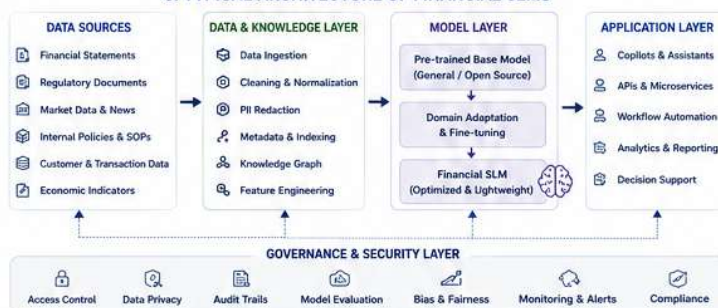 DATA SOURCES
Financial Statements
Regulatory Documents
Market Data & News
Internal Policies & SOPs
Customer & Transaction Data
Economic Indicators
DATA & KNOWLEDGE LAYER
Data Ingestion
Cleaning & Normalization
PII Redaction
Metadata & Indexing
Knowledge Graph
Feature Engineering
MODEL LAYER
Pre-trained Base Model
(General / Open Source)
Domain Adaptation
& Fine-tuning
Financial SLM
(Optimized & Lightweight)
APPLICATION LAYER
Copilots & Assistants
APIs & Microservices
Workflow Automation
Analytics & Reporting
Decision Support
GOVERNANCE & SECURITY LAYER
Access Control
Data Privacy
Audit Trails
Model Evaluation
Bias & Fairness
Monitoring & Alerts
Compliance